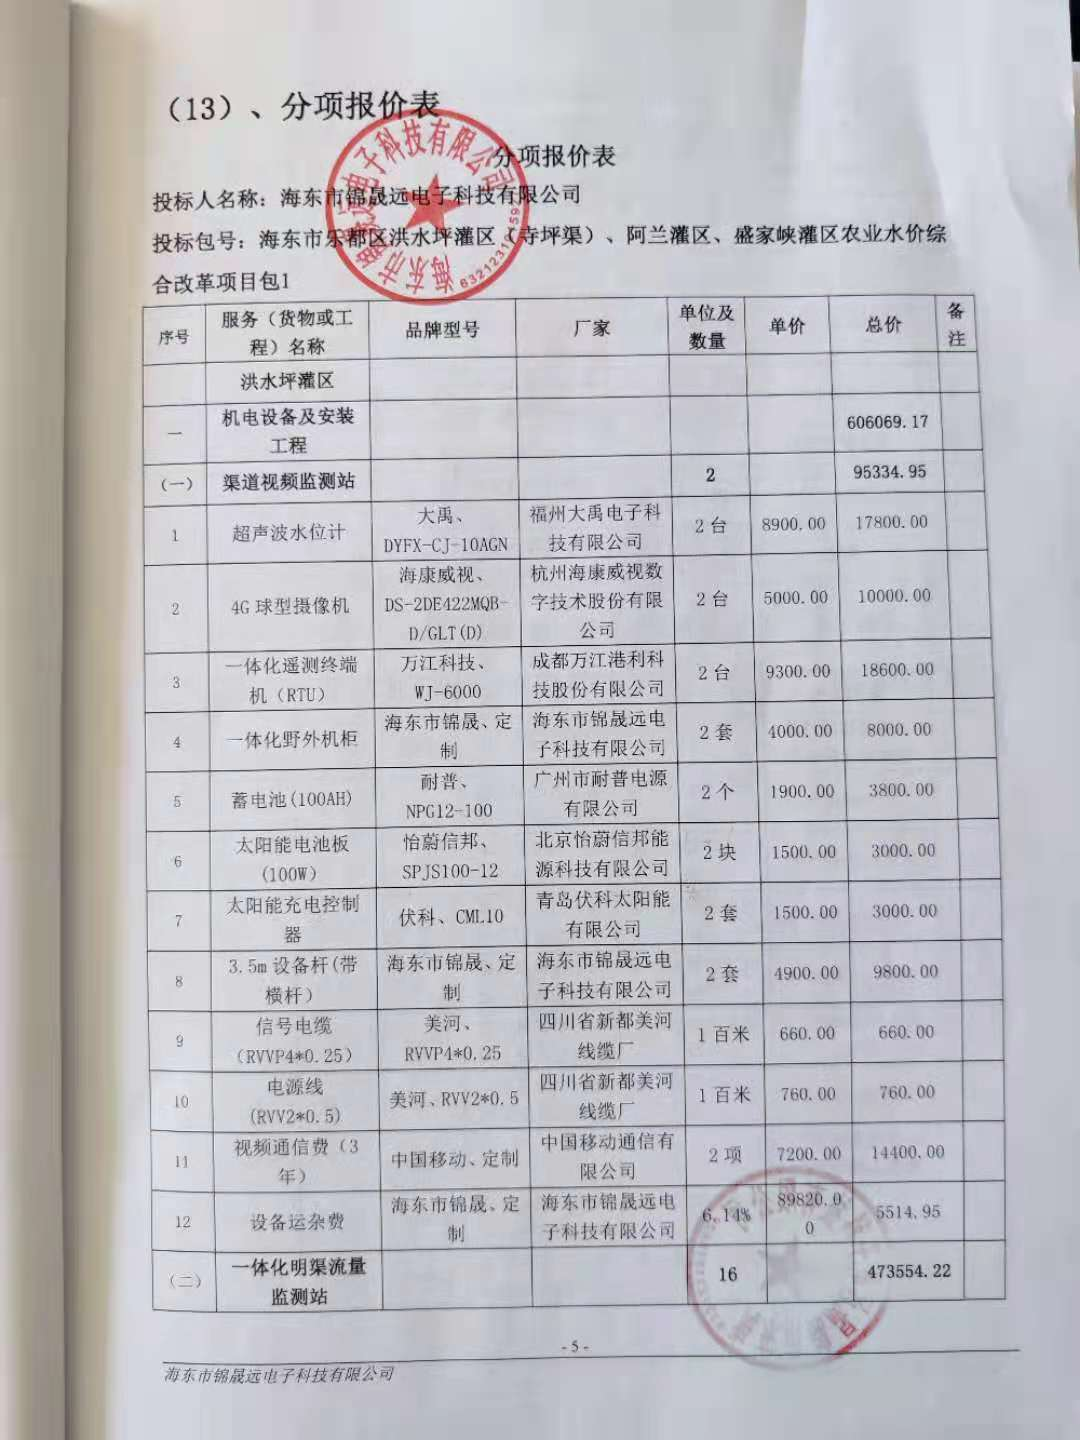 （13）、分项报价表
分项报价表
投标人名称：海东市锦晟远电子科技有限公司
投标包号：海东市乐都区洪水坪灌区（寺坪渠）、阿兰灌区、盛家峡灌区农业水价综
合改革项目包1
序号 服务（货物或工程）名称 品牌型号 厂家 单位及数量 单价 总价 备注
洪水坪灌区
一 机电设备及安装工程 606069.17
（一） 渠道视频监测站 2 95334.95
1 超声波水位计 大禹、DYFX-CJ-10AGN 福州大禹电子科技有限公司 2 台 8900.00 17800.00
2 4G 球型摄像机 海康威视、DS-2DE422MQB-D/GLT(D) 杭州海康威视数字技术股份有限公司 2 台 5000.00 10000.00
3 一体化遥测终端机（RTU） 万江科技、WJ-6000 成都万江港利科技股份有限公司 2 台 9300.00 18600.00
4 一体化野外机柜 海东市锦晟、定制 海东市锦晟远电子科技有限公司 2 套 4000.00 8000.00
5 蓄电池(100AH) 耐普、NPG12-100 广州市耐普电源有限公司 2 个 1900.00 3800.00
6 太阳能电池板(100W) 怡蔚信邦、SPJS100-12 北京怡蔚信邦能源科技有限公司 2 块 1500.00 3000.00
7 太阳能充电控制器 伏科、CML10 青岛伏科太阳能有限公司 2 套 1500.00 3000.00
8 3.5m 设备杆(带横杆） 海东市锦晟、定制 海东市锦晟远电子科技有限公司 2 套 4900.00 9800.00
9 信号电缆（RVVP4*0.25） 美河、RVVP4*0.25 四川省新都美河线缆厂 1 百米 660.00 660.00
10 电源线(RVV2*0.5) 美河、RVV2*0.5 四川省新都美河线缆厂 1 百米 760.00 760.00
11 视频通信费（3年） 中国移动、定制 中国移动通信有限公司 2 项 7200.00 14400.00
12 设备运杂费 海东市锦晟、定制 海东市锦晟远电子科技有限公司 6.14% 89820.00 5514.95
（二） 一体化明渠流量监测站 16 473554.22
- 5 -
海东市锦晟远电子科技有限公司